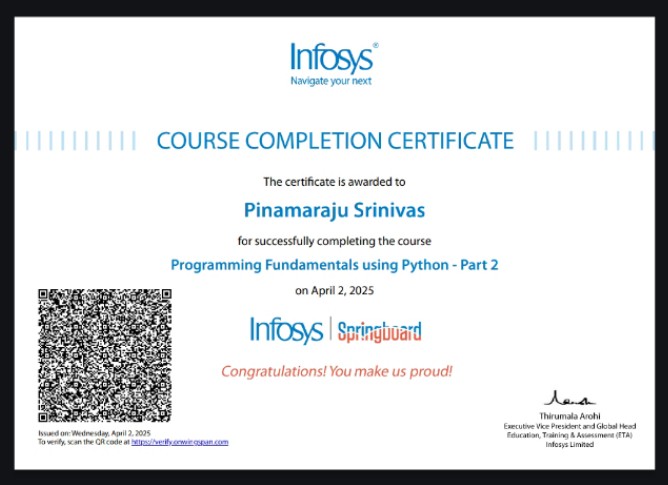 Infosys®
Navigate your next
COURSE COMPLETION CERTIFICATE
The certificate is awarded to
Pinamaraju Srinivas
for successfully completing the course
Programming Fundamentals using Python - Part 2
on April 2, 2025
Infosys | Springboard
Congratulations! You make us proud!
Issued on: Wednesday, April 2, 2025
To verify, scan the QR code at https://verify.onwingspan.com
Thirumala Arohi
Executive Vice President and Global Head
Education, Training & Assessment (ETA)
Infosys Limited